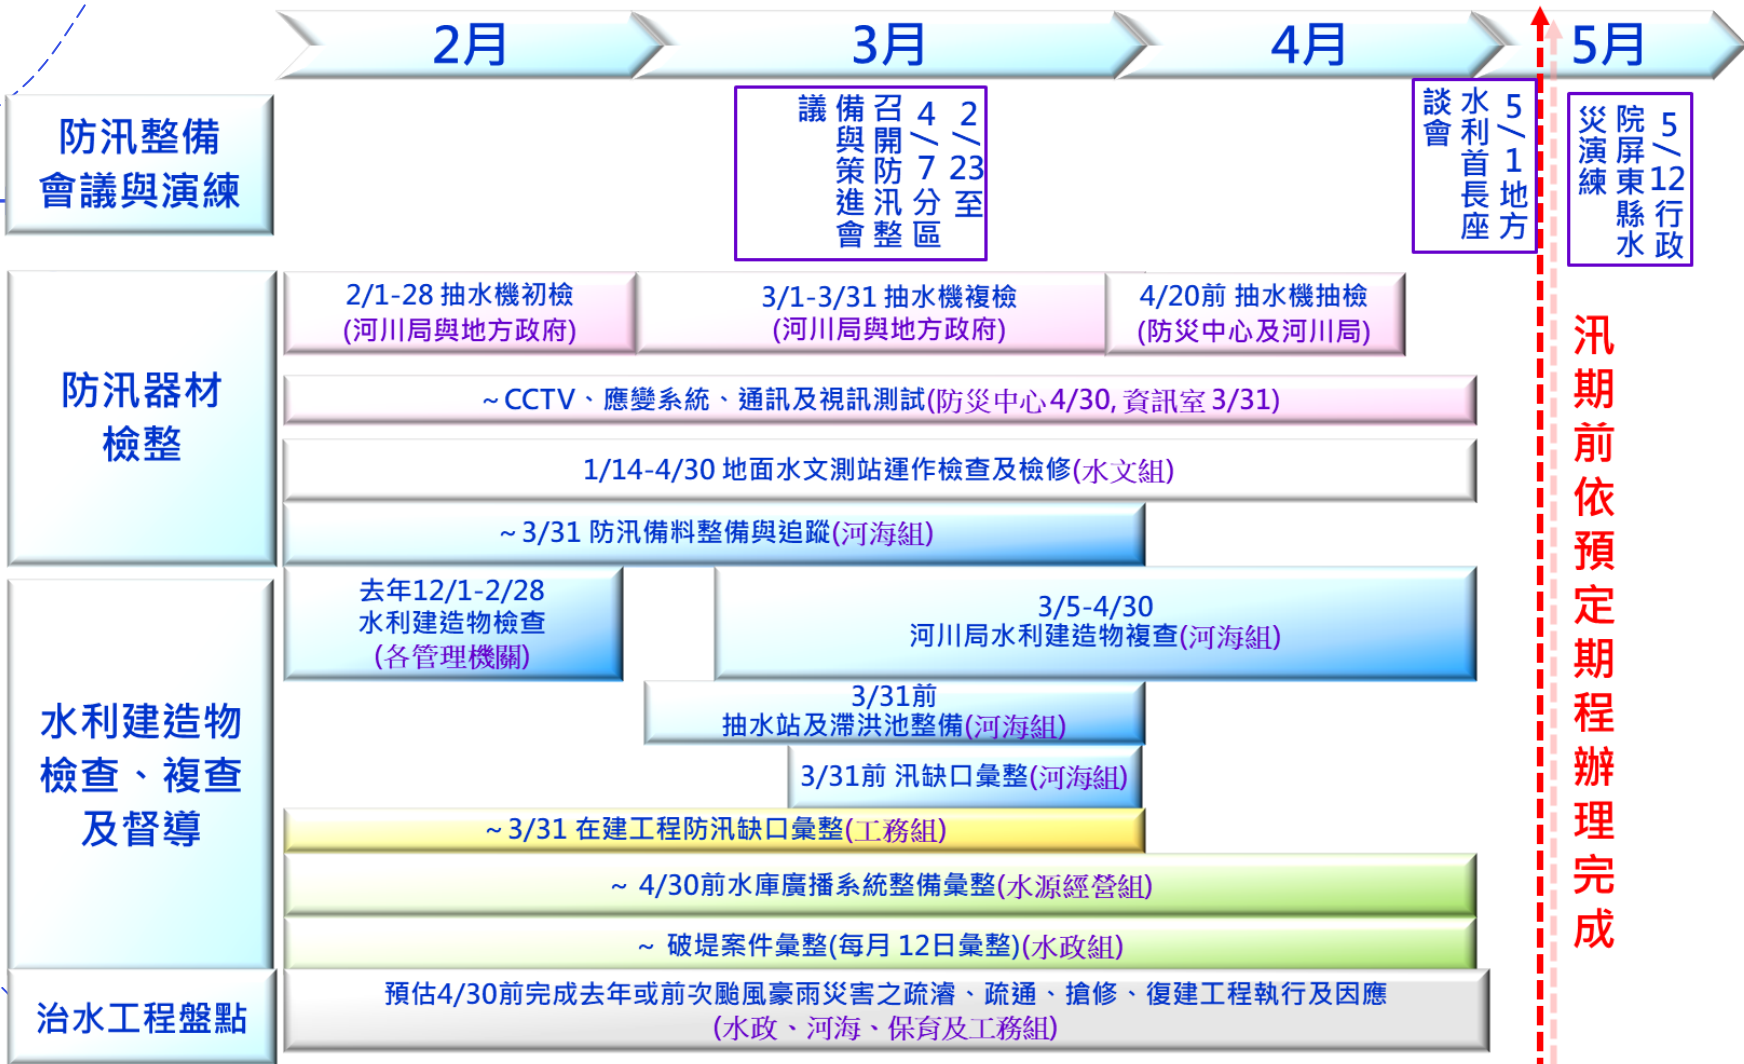 2月
3月
4月
5月
防汛整備
會議與演練
2/23至
4/7分區
召開防汛整
備與策進會
議
5/1地方
水利首長座
談會
5/12行政
院屏東縣水
災演練
防汛器材
檢整
2/1-28 抽水機初檢
(河川局與地方政府)
3/1-3/31 抽水機複檢
(河川局與地方政府)
4/20前 抽水機抽檢
(防災中心及河川局)
~CCTV、應變系統、通訊及視訊測試(防災中心4/30, 資訊室 3/31)
1/14-4/30 地面水文測站運作檢查及檢修(水文組)
~3/31 防汛備料整備與追蹤(河海組)
水利建造物
檢查、複查
及督導
去年12/1-2/28
水利建造物檢查
(各管理機關)
3/5-4/30
河川局水利建造物複查(河海組)
3/31前
抽水站及滯洪池整備(河海組)
3/31前 汛缺口彙整(河海組)
~3/31 在建工程防汛缺口彙整(工務組)
~ 4/30前水庫廣播系統整備彙整(水源經營組)
~ 破堤案件彙整(每月 12日彙整)(水政組)
治水工程盤點
預估4/30前完成去年或前次颱風豪雨災害之疏濬、疏通、搶修、復建工程執行及因應
(水政、河海、保育及工務組)
汛期前依預定期程辦理完成